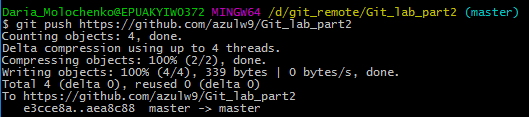 Daria_Molochenko@EPUAKYIW0372 MINGW64 /d/git_remote/Git_lab_part2 (master)
$ git push https://github.com/azulw9/Git_lab_part2
Counting objects: 4, done.
Delta compression using up to 4 threads.
Compressing objects: 100% (2/2), done.
Writing objects: 100% (4/4), 339 bytes | 0 bytes/s, done.
Total 4 (delta 0), reused 0 (delta 0)
To https://github.com/azulw9/Git_lab_part2
   e3cce8a..aea8c88  master -> master